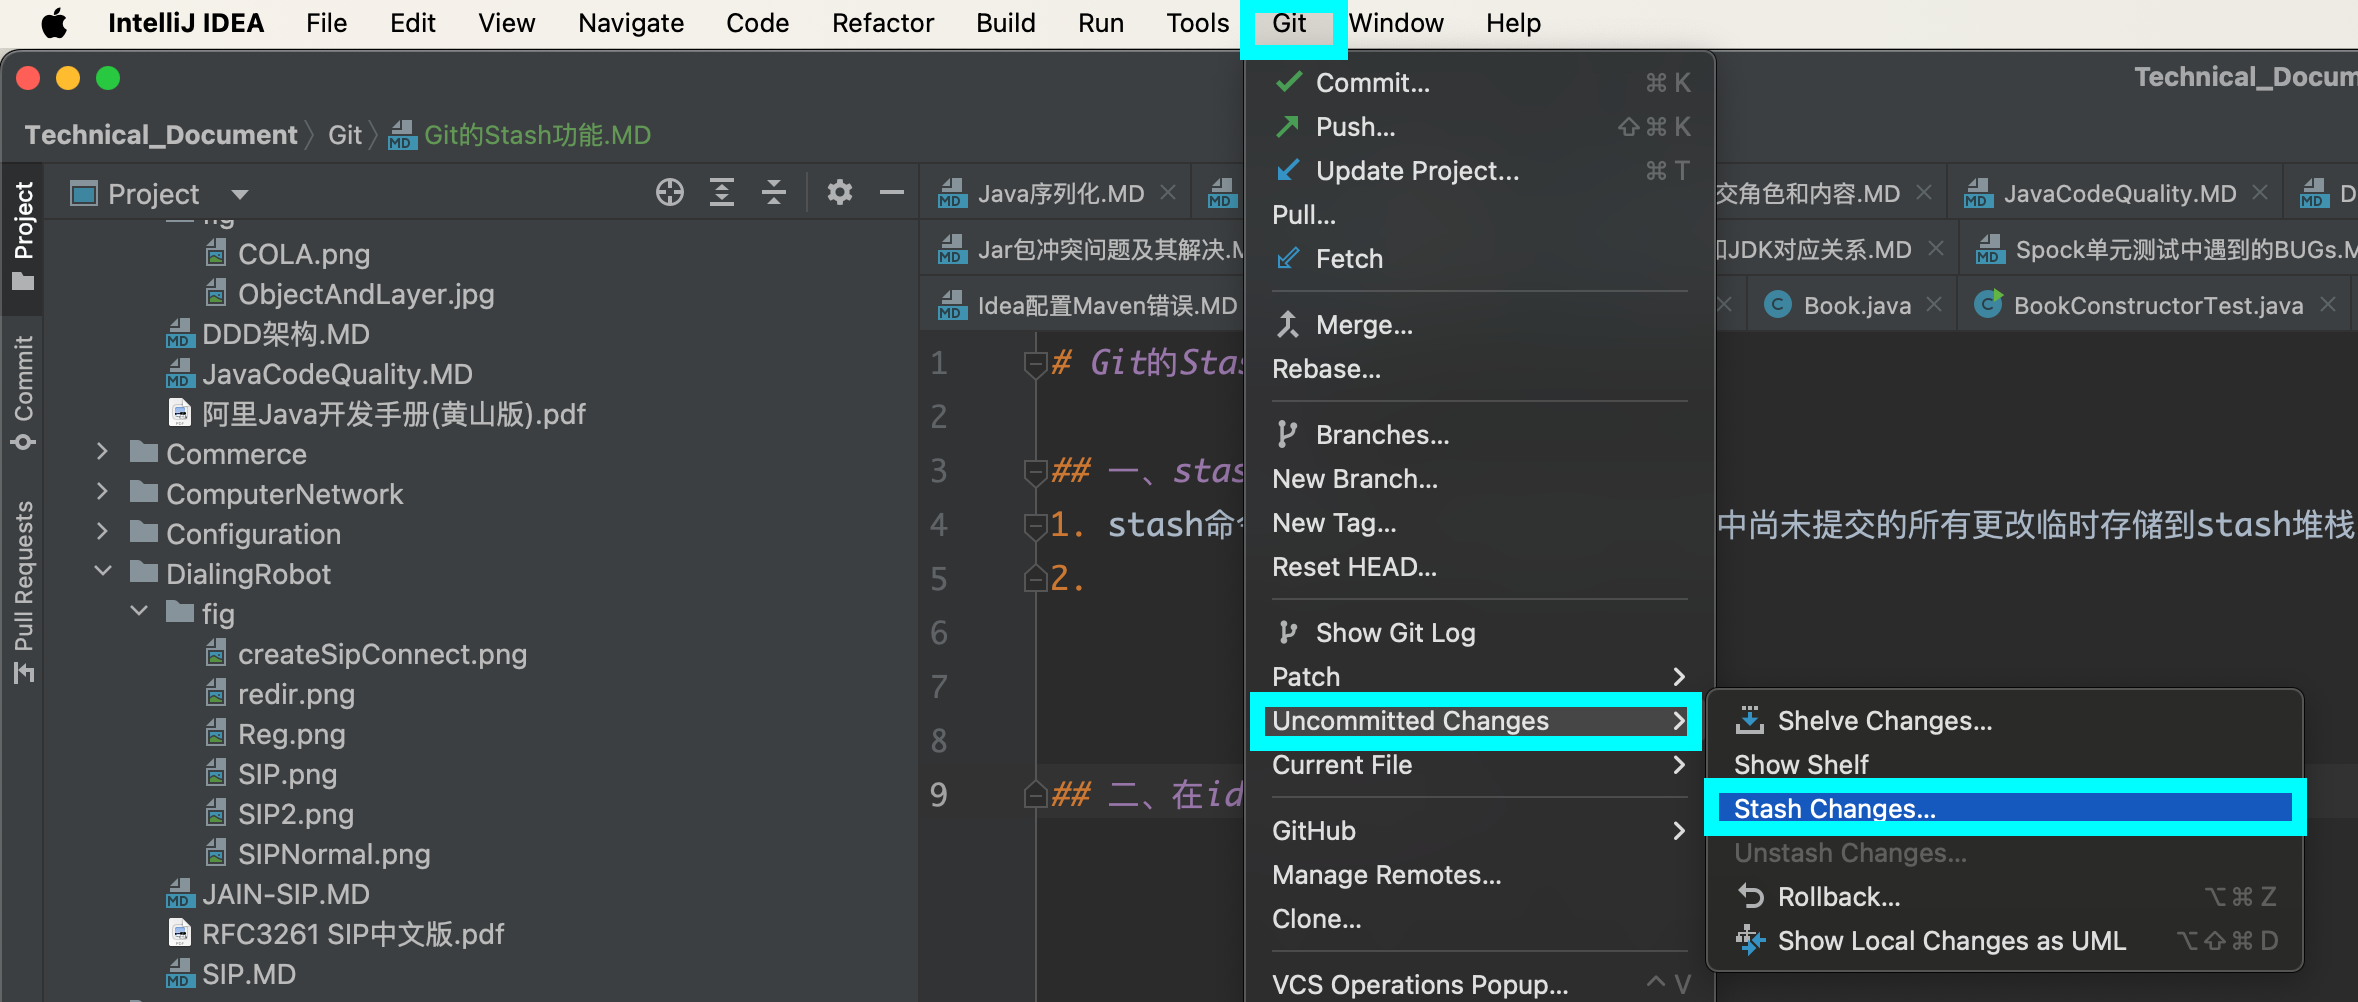 IntelliJ IDEA File Edit View Navigate Code Refactor Build Run Tools Git Window Help
Technical_Docume
Technical_Document Git Git的Stash功能.MD
Project
Commit
Pull Requests
Project
COLA.png
ObjectAndLayer.jpg
DDD架构.MD
JavaCodeQuality.MD
阿里Java开发手册(黄山版).pdf
Commerce
ComputerNetwork
Configuration
DialingRobot
fig
createSipConnect.png
redir.png
Reg.png
SIP.png
SIP2.png
SIPNormal.png
JAIN-SIP.MD
RFC3261 SIP中文版.pdf
SIP.MD
Java序列化.MD 交角色和内容.MD JavaCodeQuality.MD D
Jar包冲突问题及其解决.M 和JDK对应关系.MD Spock单元测试中遇到的BUGs.M
Idea配置Maven错误.MD Book.java BookConstructorTest.java
1 # Git的Stas
2
3 ## 一、stas
4 1. stash命令 中尚未提交的所有更改临时存储到stash堆栈
5 2.
6
7
8
9 ## 二、在id
Commit... ⌘ K
Push... ⇧ ⌘ K
Update Project... ⌘ T
Pull...
Fetch
Merge...
Rebase...
Branches...
New Branch...
New Tag...
Reset HEAD...
Show Git Log
Patch
Uncommitted Changes
Current File
GitHub
Manage Remotes...
Clone...
VCS Operations Popup... ^ V
Shelve Changes...
Show Shelf
Stash Changes...
Unstash Changes...
Rollback... ⌥ ⌘ Z
Show Local Changes as UML ⌥ ⇧ ⌘ D